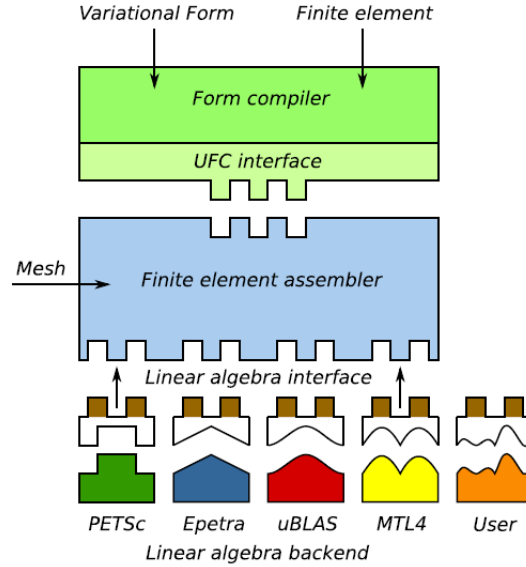 Variational Form Finite element
Form compiler
UFC interface
Mesh
Finite element assembler
Linear algebra interface
PETSc Epetra uBLAS MTL4 User
Linear algebra backend